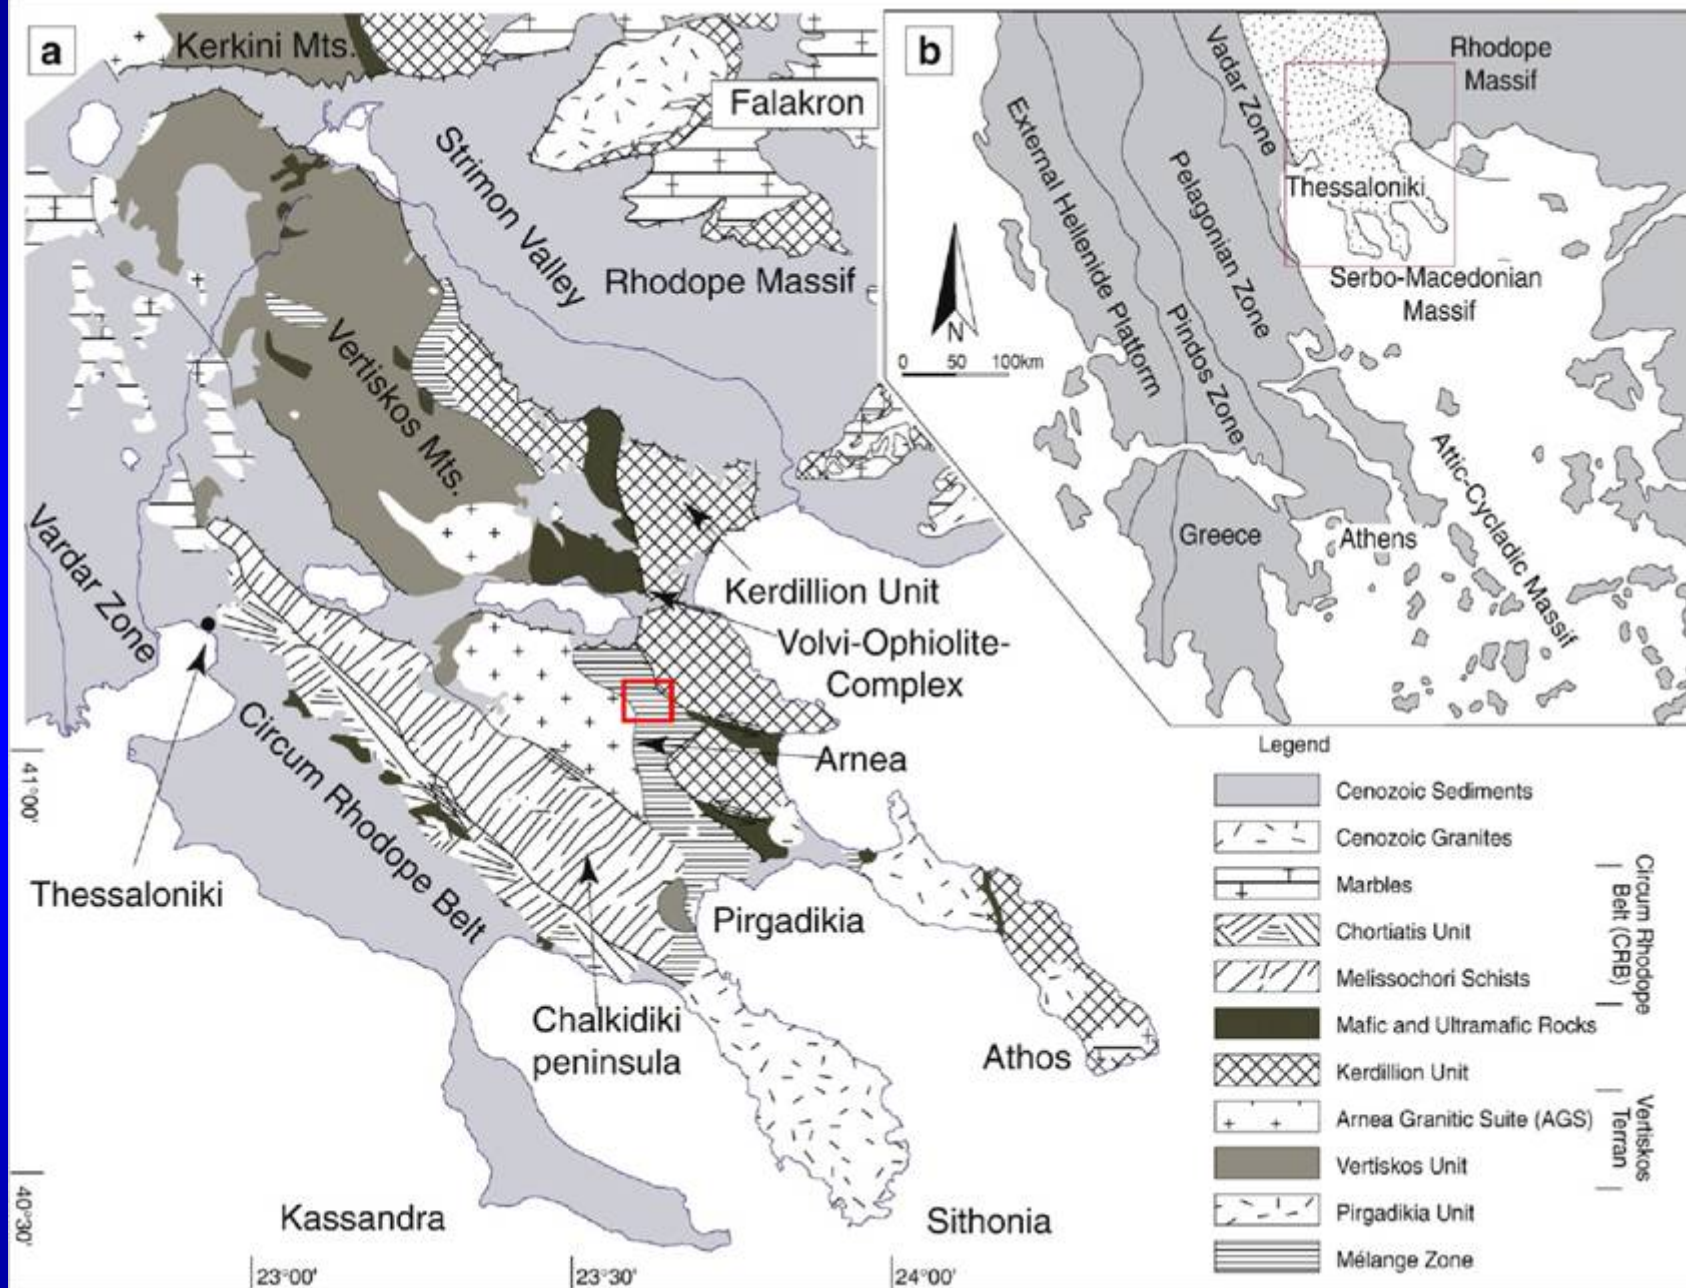 a
Kerkini Mts.
Falakron
Strimon Valley
Rhodope Massif
Vertiskos Mts.
Vardar Zone
Kerdillion Unit
Volvi-Ophiolite-
Complex
Arnea
Circum Rhodope Belt
Thessaloniki
Pirgadikia
Chalkidiki
peninsula
Athos
Kassandra
Sithonia
41°00'
40°30'
23°00'
23°30'
24°00'
b
Rhodope
Massif
Vadar Zone
External Hellenide Platform
Pelagonian Zone
Pindos Zone
Thessaloniki
Serbo-Macedonian
Massif
N
0 50 100km
Attic-Cycladic Massif
Greece
Athens
Legend
Cenozoic Sediments
Cenozoic Granites
Marbles
Chortiatis Unit
Melissochori Schists
Mafic and Ultramafic Rocks
Kerdillion Unit
Arnea Granitic Suite (AGS)
Vertiskos Unit
Pirgadikia Unit
Mélange Zone
Circum Rhodope
Belt (CRB)
Vertiskos
Terran